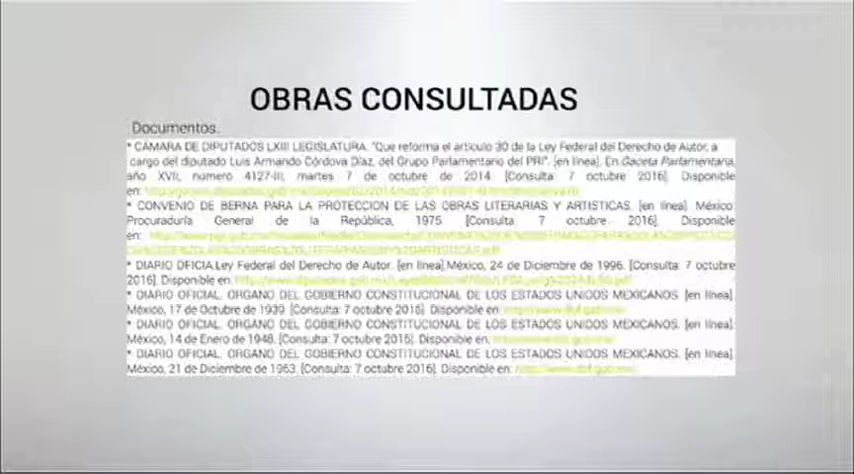 OBRAS CONSULTADAS
Documentos.
* CÁMARA DE DIPUTADOS LXIII LEGISLATURA. "Que reforma el artículo 30 de la Ley Federal del Derecho de Autor, a
cargo del diputado Luis Armando Córdova Díaz, del Grupo Parlamentario del PRI". [en línea]. En Gaceta Parlamentaria,
año XVII, número 4127-III, martes 7 de octubre de 2014 [Consulta: 7 octubre 2016]. Disponible
en:
* CONVENIO DE BERNA PARA LA PROTECCION DE LAS OBRAS LITERARIAS Y ARTISTICAS. [en línea]. México:
Procuraduría General de la República, 1975 [Consulta 7 octubre 2016]. Disponible
en:
* DIARIO OFICIA.Ley Federal del Derecho de Autor. [en línea].México, 24 de Diciembre de 1996. [Consulta: 7 octubre
2016]. Disponible en:
* DIARIO OFICIAL, ORGANO DEL GOBIERNO CONSTITUCIONAL DE LOS ESTADOS UNIDOS MEXICANOS. [en línea].
México, 17 de Octubre de 1939. [Consulta: 7 octubre 2016]. Disponible en:
* DIARIO OFICIAL, ORGANO DEL GOBIERNO CONSTITUCIONAL DE LOS ESTADOS UNIDOS MEXICANOS. [en línea].
México, 14 de Enero de 1948. [Consulta: 7 octubre 2016]. Disponible en:
* DIARIO OFICIAL, ORGANO DEL GOBIERNO CONSTITUCIONAL DE LOS ESTADOS UNIDOS MEXICANOS. [en línea].
México, 21 de Diciembre de 1963. [Consulta: 7 octubre 2016]. Disponible en: